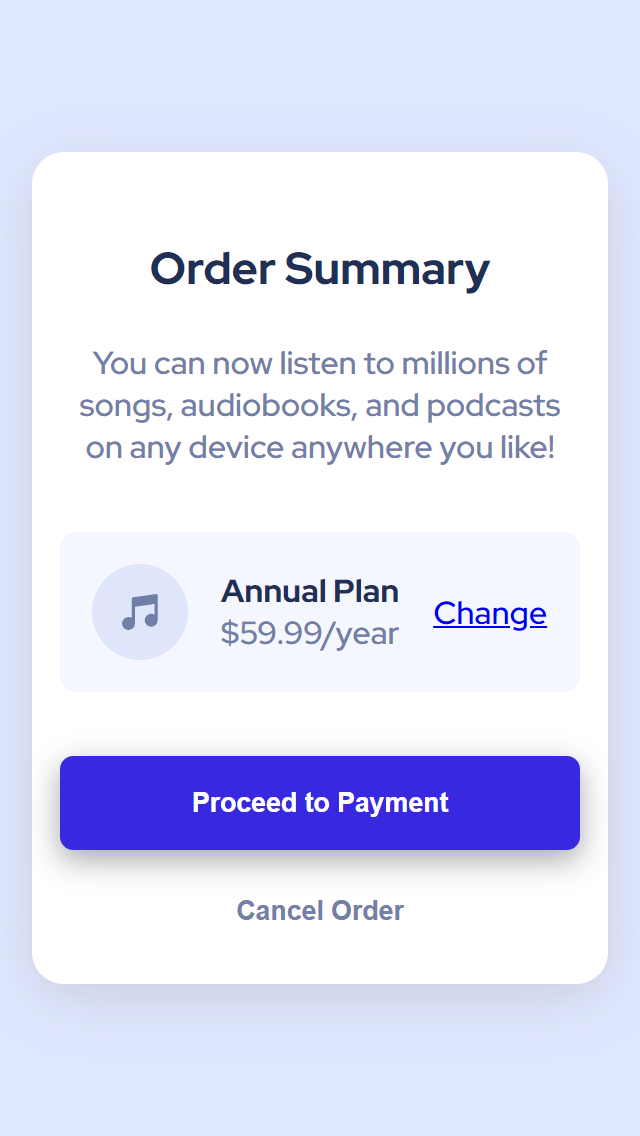 Order Summary
You can now listen to millions of
songs, audiobooks, and podcasts
on any device anywhere you like!
Annual Plan
$59.99/year
Change
Proceed to Payment
Cancel Order